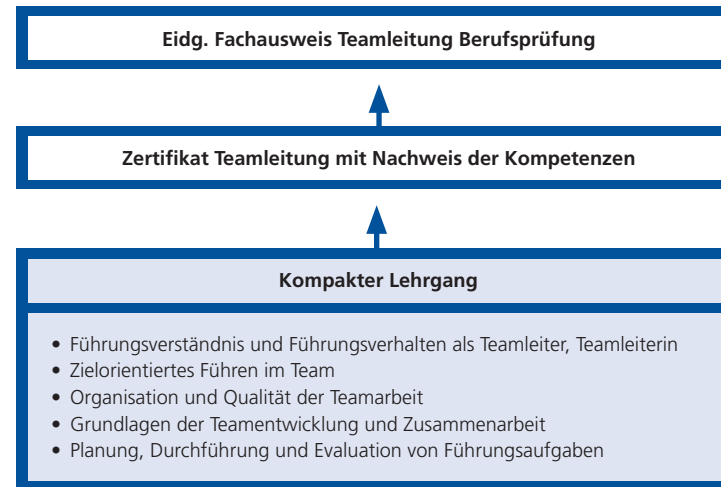 Eidg. Fachausweis Teamleitung Berufsprüfung
Zertifikat Teamleitung mit Nachweis der Kompetenzen
Kompakter Lehrgang
• Führungsverständnis und Führungsverhalten als Teamleiter, Teamleiterin
• Zielorientiertes Führen im Team
• Organisation und Qualität der Teamarbeit
• Grundlagen der Teamentwicklung und Zusammenarbeit
• Planung, Durchführung und Evaluation von Führungsaufgaben